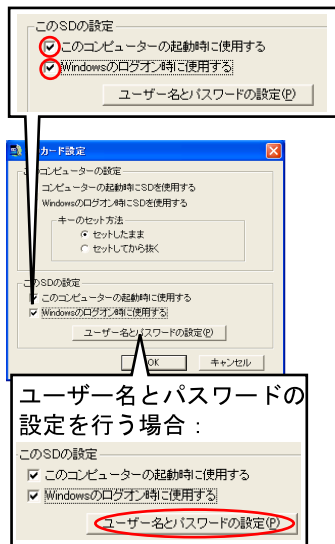 このSDの設定
このコンピューターの起動時に使用する
Windowsのログオン時に使用する
ユーザー名とパスワードの設定(P)
カード設定
コンピューターの設定
コンピューターの起動時にSDを使用する
Windowsのログオン時にSDを使用する
キーのセット方法
セットしたまま
セットしてから抜く
このSDの設定
このコンピューターの起動時に使用する
Windowsのログオン時に使用する
ユーザー名とパスワードの設定(P)
OK
キャンセル
ユーザー名とパスワードの
設定を行う場合：
このSDの設定
このコンピューターの起動時に使用する
Windowsのログオン時に使用する
ユーザー名とパスワードの設定(P)